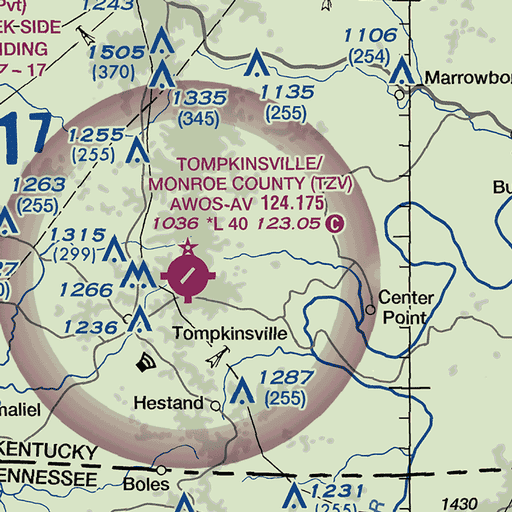 1243
Pvt)
EK-SIDE
NDING
7 - 17
1505
(370)
1106
(254)
Marrowbo
1335
(345)
1135
(255)
17
1255
(255)
TOMPKINSVILLE/
MONROE COUNTY (TZV)
AWOS-AV 124.175
1036 *L 40 123.05 C
1263
(255)
Bu
1315
(299)
27
0)
1266
Center
Point
1236
Tompkinsville
1287
(255)
Hestand
haliel
KENTUCKY
ENNESSEE
Boles
1231
(255)
R
1430